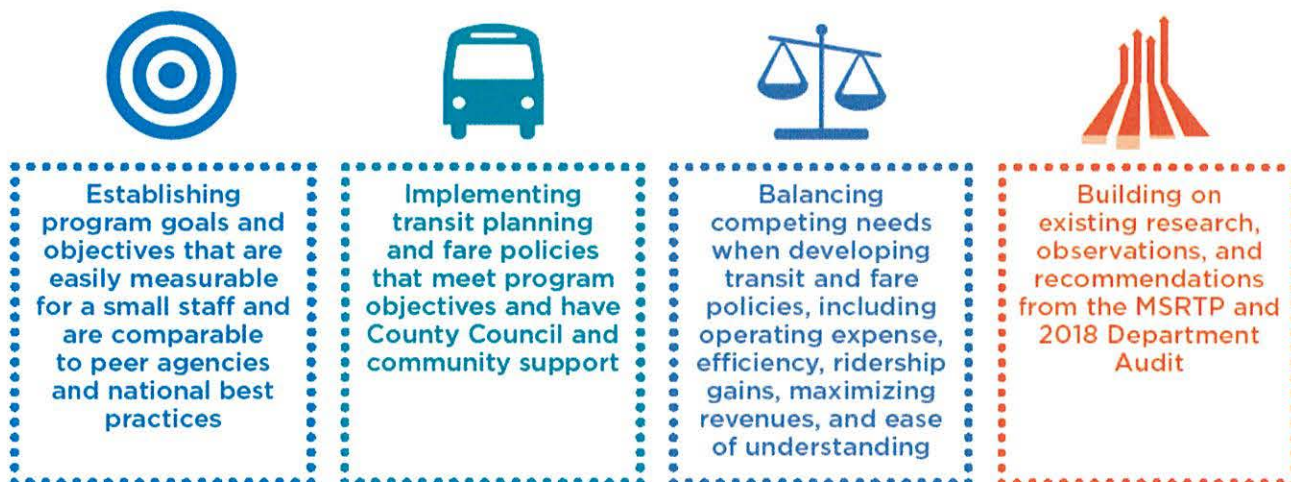 Establishing
program goals and
objectives that are
easily measurable
for a small staff and
are comparable
to peer agencies
and national best
practices
Implementing
transit planning
and fare policies
that meet program
objectives and have
County Council and
community support
Balancing
competing needs
when developing
transit and fare
policies, including
operating expense,
efficiency, ridership
gains, maximizing
revenues, and ease
of understanding
Building on
existing research,
observations, and
recommendations
from the MSRTP and
2018 Department
Audit